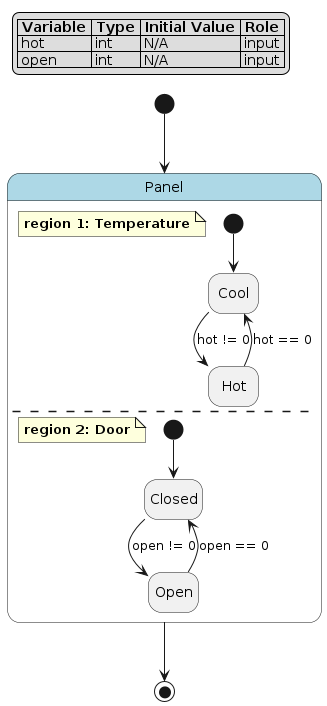 Variable Type Initial Value Role
hot int N/A input
open int N/A input
Panel
region 1: Temperature
Cool
hot != 0 hot == 0
Hot
region 2: Door
Closed
open != 0 open == 0
Open